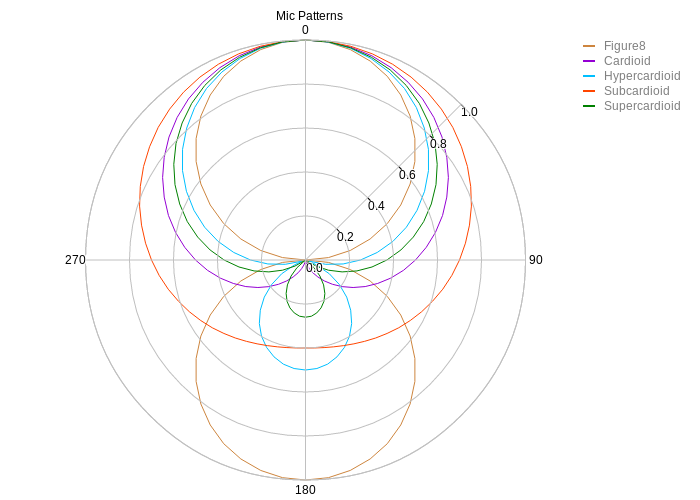 Mic Patterns
0
Figure8
Cardioid
Hypercardioid
Subcardioid
Supercardioid
1.0
0.8
0.6
0.4
0.2
270
0.0
90
180